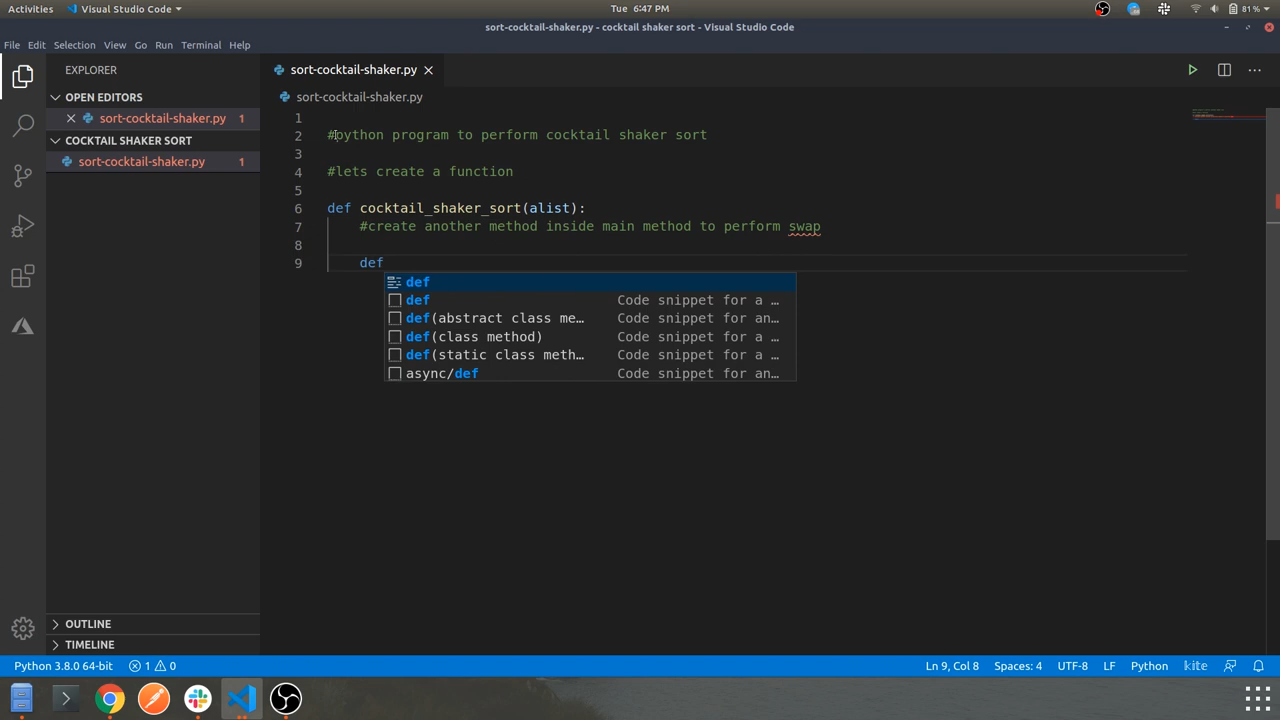 Activities
Visual Studio Code
Tue 6:47 PM
81 %
sort-cocktail-shaker.py - cocktail shaker sort - Visual Studio Code
File Edit Selection View Go Run Terminal Help
EXPLORER
sort-cocktail-shaker.py
OPEN EDITORS
sort-cocktail-shaker.py
sort-cocktail-shaker.py 1
COCKTAIL SHAKER SORT
sort-cocktail-shaker.py 1
1
2 #python program to perform cocktail shaker sort
3
4 #lets create a function
5
6 def cocktail_shaker_sort(alist):
7 #create another method inside main method to perform swap
8
9 def
def
def Code snippet for a …
def(abstract class me… Code snippet for an…
def(class method) Code snippet for a …
def(static class meth… Code snippet for a …
async/def Code snippet for an…
OUTLINE
TIMELINE
Python 3.8.0 64-bit 1 0 Ln 9, Col 8 Spaces: 4 UTF-8 LF Python kite